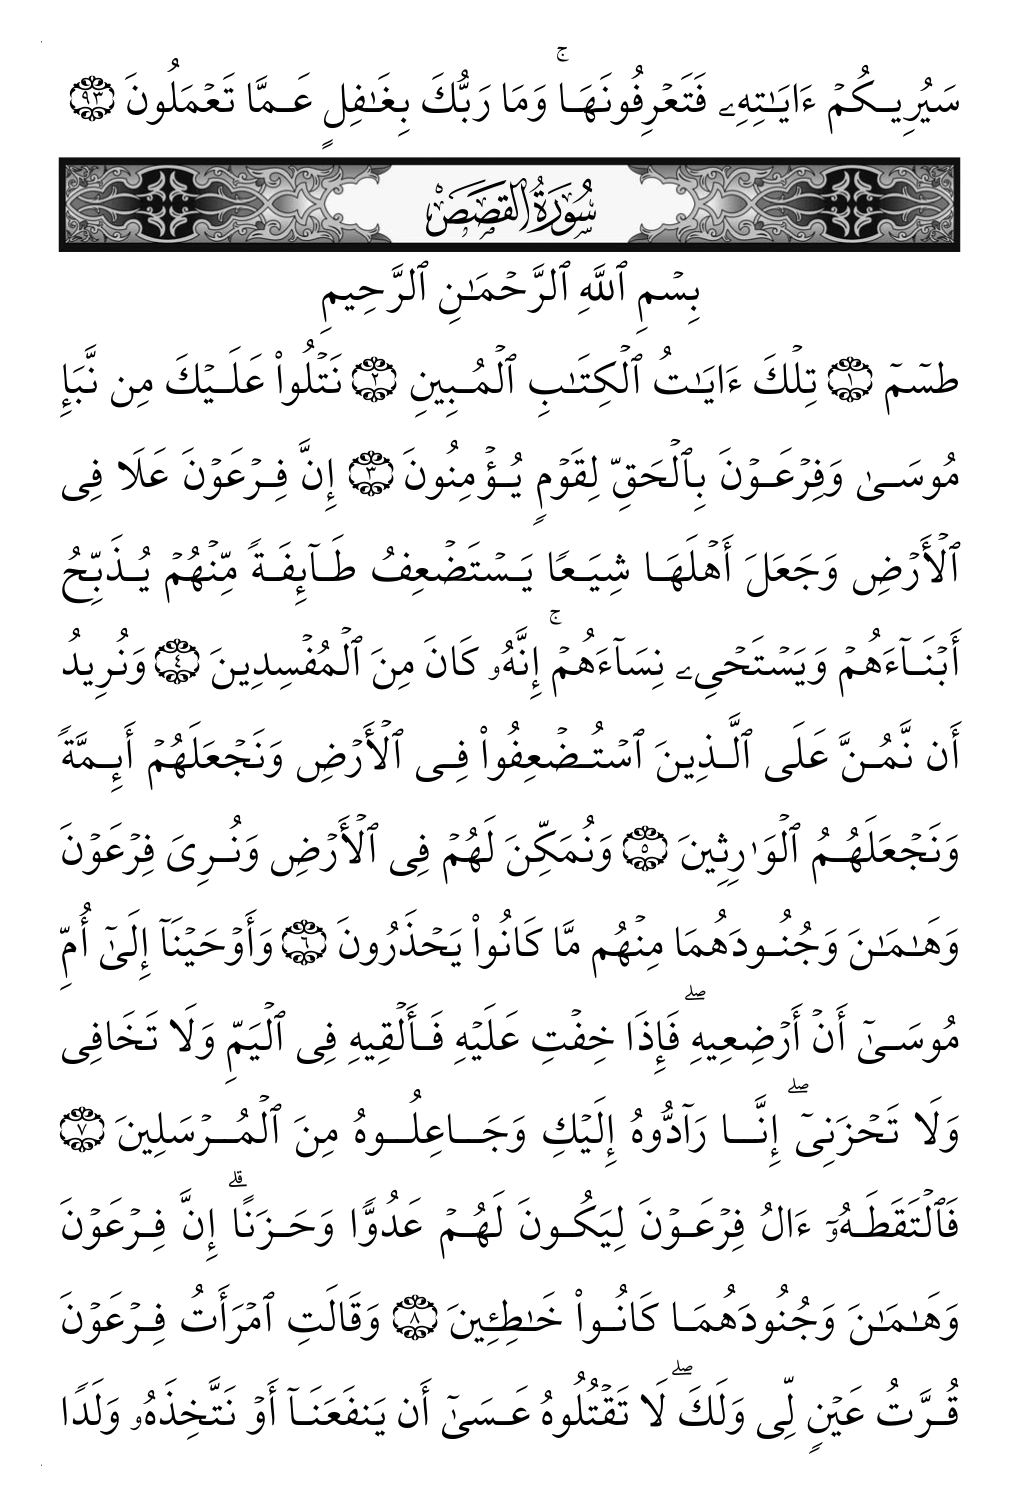 سَيُرِيكُمۡ ءَايَٰتِهِۦ فَتَعۡرِفُونَهَاۚ وَمَا رَبُّكَ بِغَٰفِلٍ عَمَّا تَعۡمَلُونَ ٩٣
سُورَةُ القَصَصِ
بِسۡمِ ٱللَّهِ ٱلرَّحۡمَٰنِ ٱلرَّحِيمِ
طسٓمٓ ١ تِلۡكَ ءَايَٰتُ ٱلۡكِتَٰبِ ٱلۡمُبِينِ ٢ نَتۡلُواْ عَلَيۡكَ مِن نَّبَإِ
مُوسَىٰ وَفِرۡعَوۡنَ بِٱلۡحَقِّ لِقَوۡمٍ يُؤۡمِنُونَ ٣ إِنَّ فِرۡعَوۡنَ عَلَا فِي
ٱلۡأَرۡضِ وَجَعَلَ أَهۡلَهَا شِيَعًا يَسۡتَضۡعِفُ طَآئِفَةً مِّنۡهُمۡ يُذَبِّحُ
أَبۡنَآءَهُمۡ وَيَسۡتَحۡيِۦ نِسَآءَهُمۡۚ إِنَّهُۥ كَانَ مِنَ ٱلۡمُفۡسِدِينَ ٤ وَنُرِيدُ
أَن نَّمُنَّ عَلَى ٱلَّذِينَ ٱسۡتُضۡعِفُواْ فِي ٱلۡأَرۡضِ وَنَجۡعَلَهُمۡ أَئِمَّةً
وَنَجۡعَلَهُمُ ٱلۡوَٰرِثِينَ ٥ وَنُمَكِّنَ لَهُمۡ فِي ٱلۡأَرۡضِ وَنُرِيَ فِرۡعَوۡنَ
وَهَٰمَٰنَ وَجُنُودَهُمَا مِنۡهُم مَّا كَانُواْ يَحۡذَرُونَ ٦ وَأَوۡحَيۡنَآ إِلَىٰٓ أُمِّ
مُوسَىٰٓ أَنۡ أَرۡضِعِيهِۖ فَإِذَا خِفۡتِ عَلَيۡهِ فَأَلۡقِيهِ فِي ٱلۡيَمِّ وَلَا تَخَافِي
وَلَا تَحۡزَنِيٓۖ إِنَّا رَآدُّوهُ إِلَيۡكِ وَجَاعِلُوهُ مِنَ ٱلۡمُرۡسَلِينَ ٧
فَٱلۡتَقَطَهُۥٓ ءَالُ فِرۡعَوۡنَ لِيَكُونَ لَهُمۡ عَدُوًّا وَحَزَنًاۗ إِنَّ فِرۡعَوۡنَ
وَهَٰمَٰنَ وَجُنُودَهُمَا كَانُواْ خَٰطِـِٔينَ ٨ وَقَالَتِ ٱمۡرَأَتُ فِرۡعَوۡنَ
قُرَّتُ عَيۡنٍ لِّي وَلَكَۖ لَا تَقۡتُلُوهُ عَسَىٰٓ أَن يَنفَعَنَآ أَوۡ نَتَّخِذَهُۥ وَلَدًا